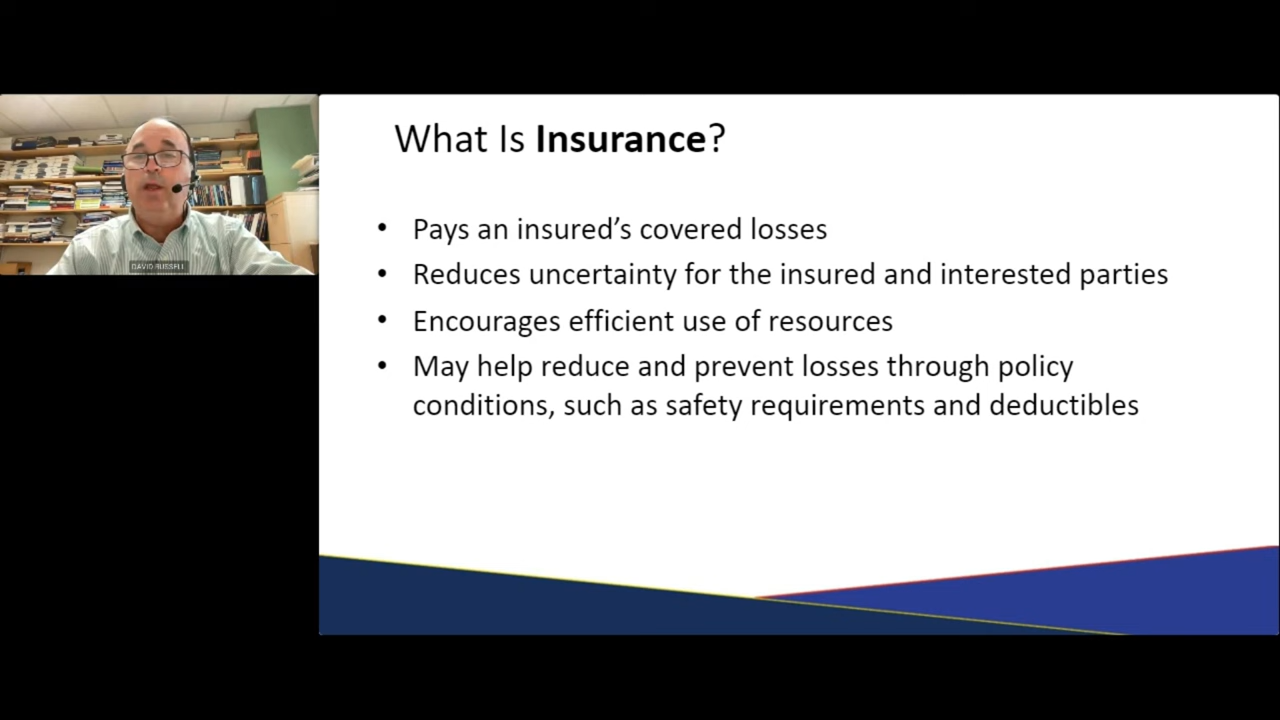 What Is Insurance?
• Pays an insured’s covered losses
• Reduces uncertainty for the insured and interested parties
• Encourages efficient use of resources
• May help reduce and prevent losses through policy
conditions, such as safety requirements and deductibles
DAVID RUSSELL